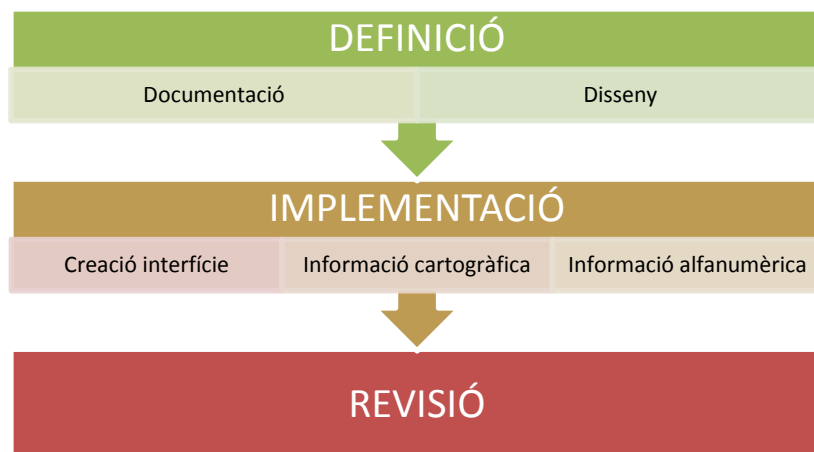 DEFINICIÓ
Documentació
Disseny
IMPLEMENTACIÓ
Creació interfície
Informació cartogràfica
Informació alfanumèrica
REVISIÓ